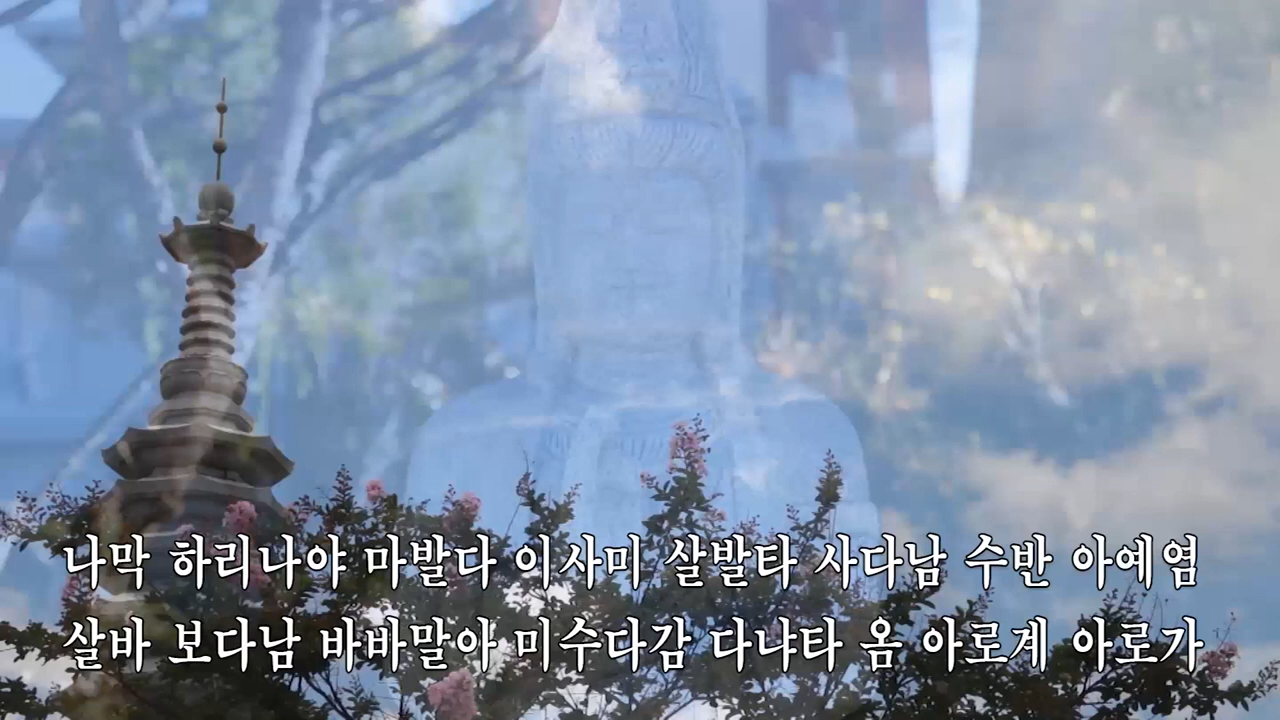 나막 하리나야 마발다 이사미 살발타 사다남 수반 아예염
살바 보다남 바바말아 미수다감 다냐타 옴 아로계 아로가